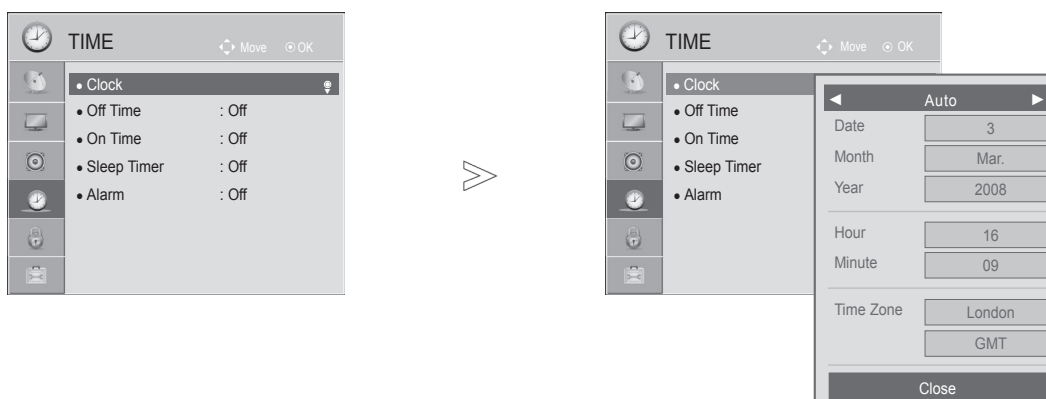 TIME
Move OK
• Clock
• Off Time : Off
• On Time : Off
• Sleep Timer : Off
• Alarm : Off
TIME
Move OK
• Clock
• Off Time
• On Time
• Sleep Timer
• Alarm
◄ Auto ►
Date 3
Month Mar.
Year 2008
Hour 16
Minute 09
Time Zone London
GMT
Close